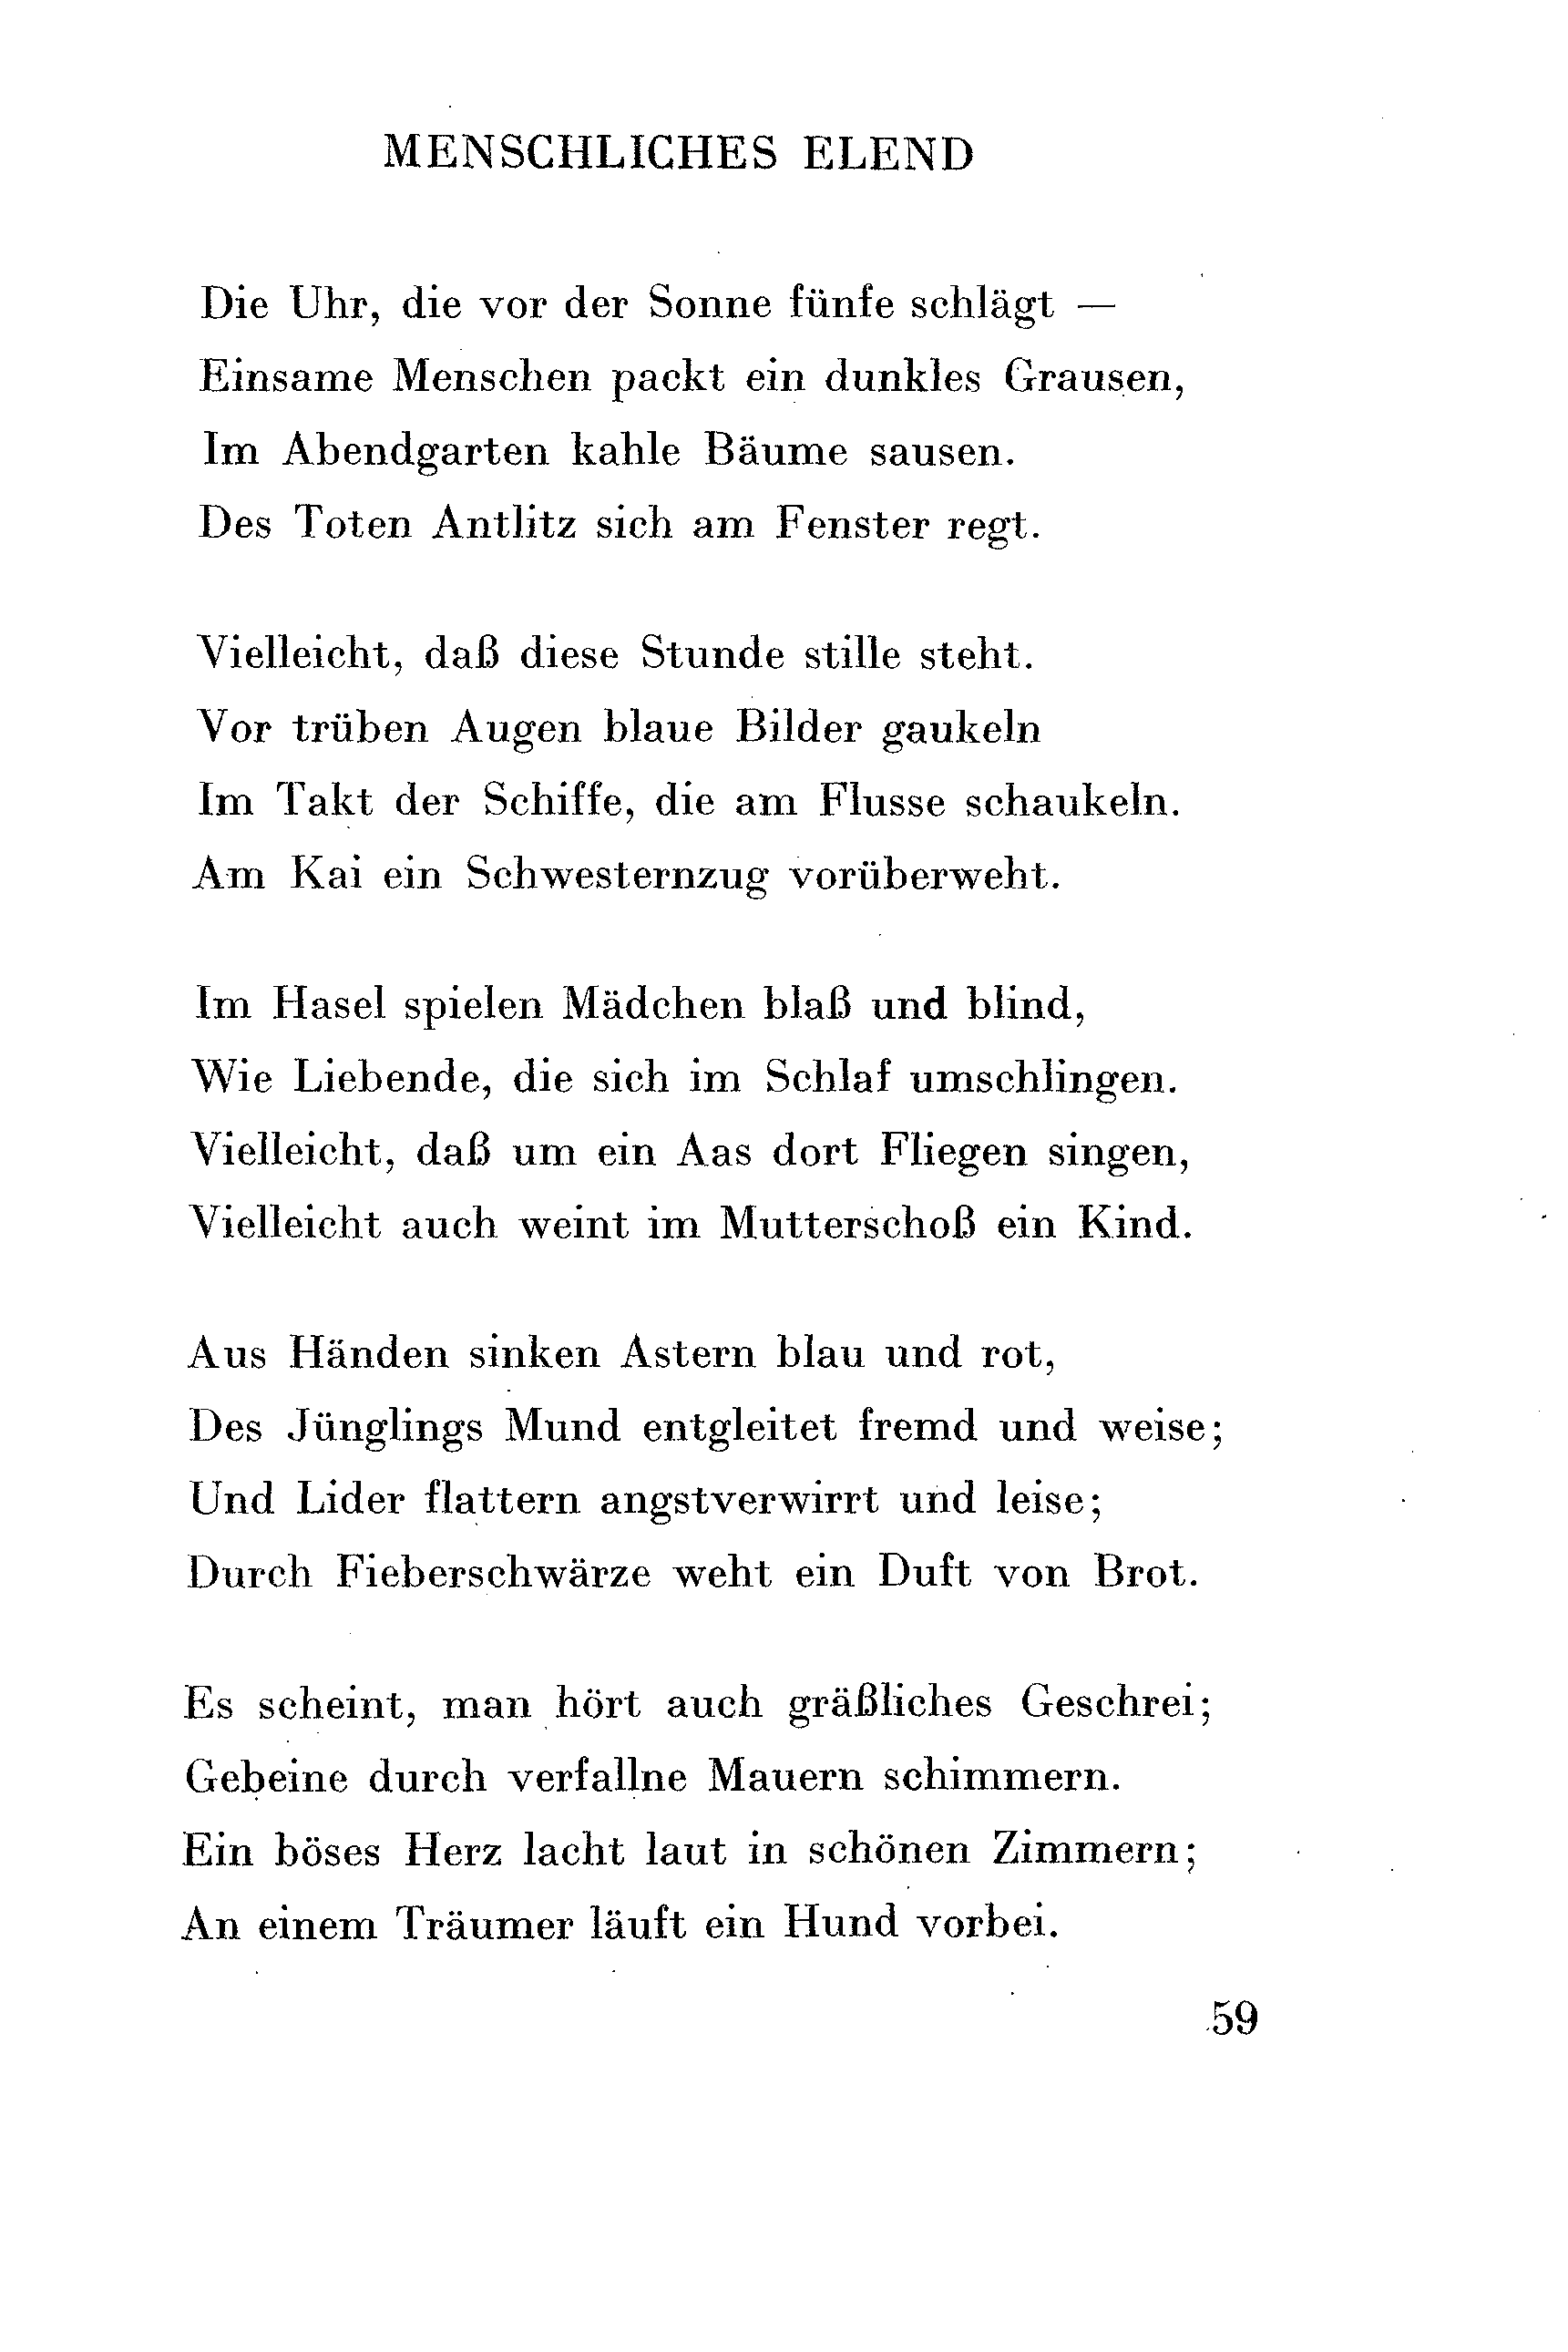 MENSCHLICHES ELEND
Die Uhr, die vor der Sonne fünfe schlägt —
Einsame Menschen packt ein dunkles Grausen,
Im Abendgarten kahle Bäume sausen.
Des Toten Antlitz sich am Fenster regt.
Vielleicht, daß diese Stunde stille steht.
Vor trüben Augen blaue Bilder gaukeln
Im Takt der Schiffe, die am Flusse schaukeln.
Am Kai ein Schwesternzug vorüberweht.
Im Hasel spielen Mädchen blaß und blind,
Wie Liebende, die sich im Schlaf umschlingen.
Vielleicht, daß um ein Aas dort Fliegen singen,
Vielleicht auch weint im Mutterschoß ein Kind.
Aus Händen sinken Astern blau und rot,
Des Jünglings Mund entgleitet fremd und weise;
Und Lider flattern angstverwirrt und leise;
Durch Fieberschwärze weht ein Duft von Brot.
Es scheint, man hört auch gräßliches Geschrei;
Gebeine durch verfallne Mauern schimmern.
Ein böses Herz lacht laut in schönen Zimmern;
An einem Träumer läuft ein Hund vorbei.
59